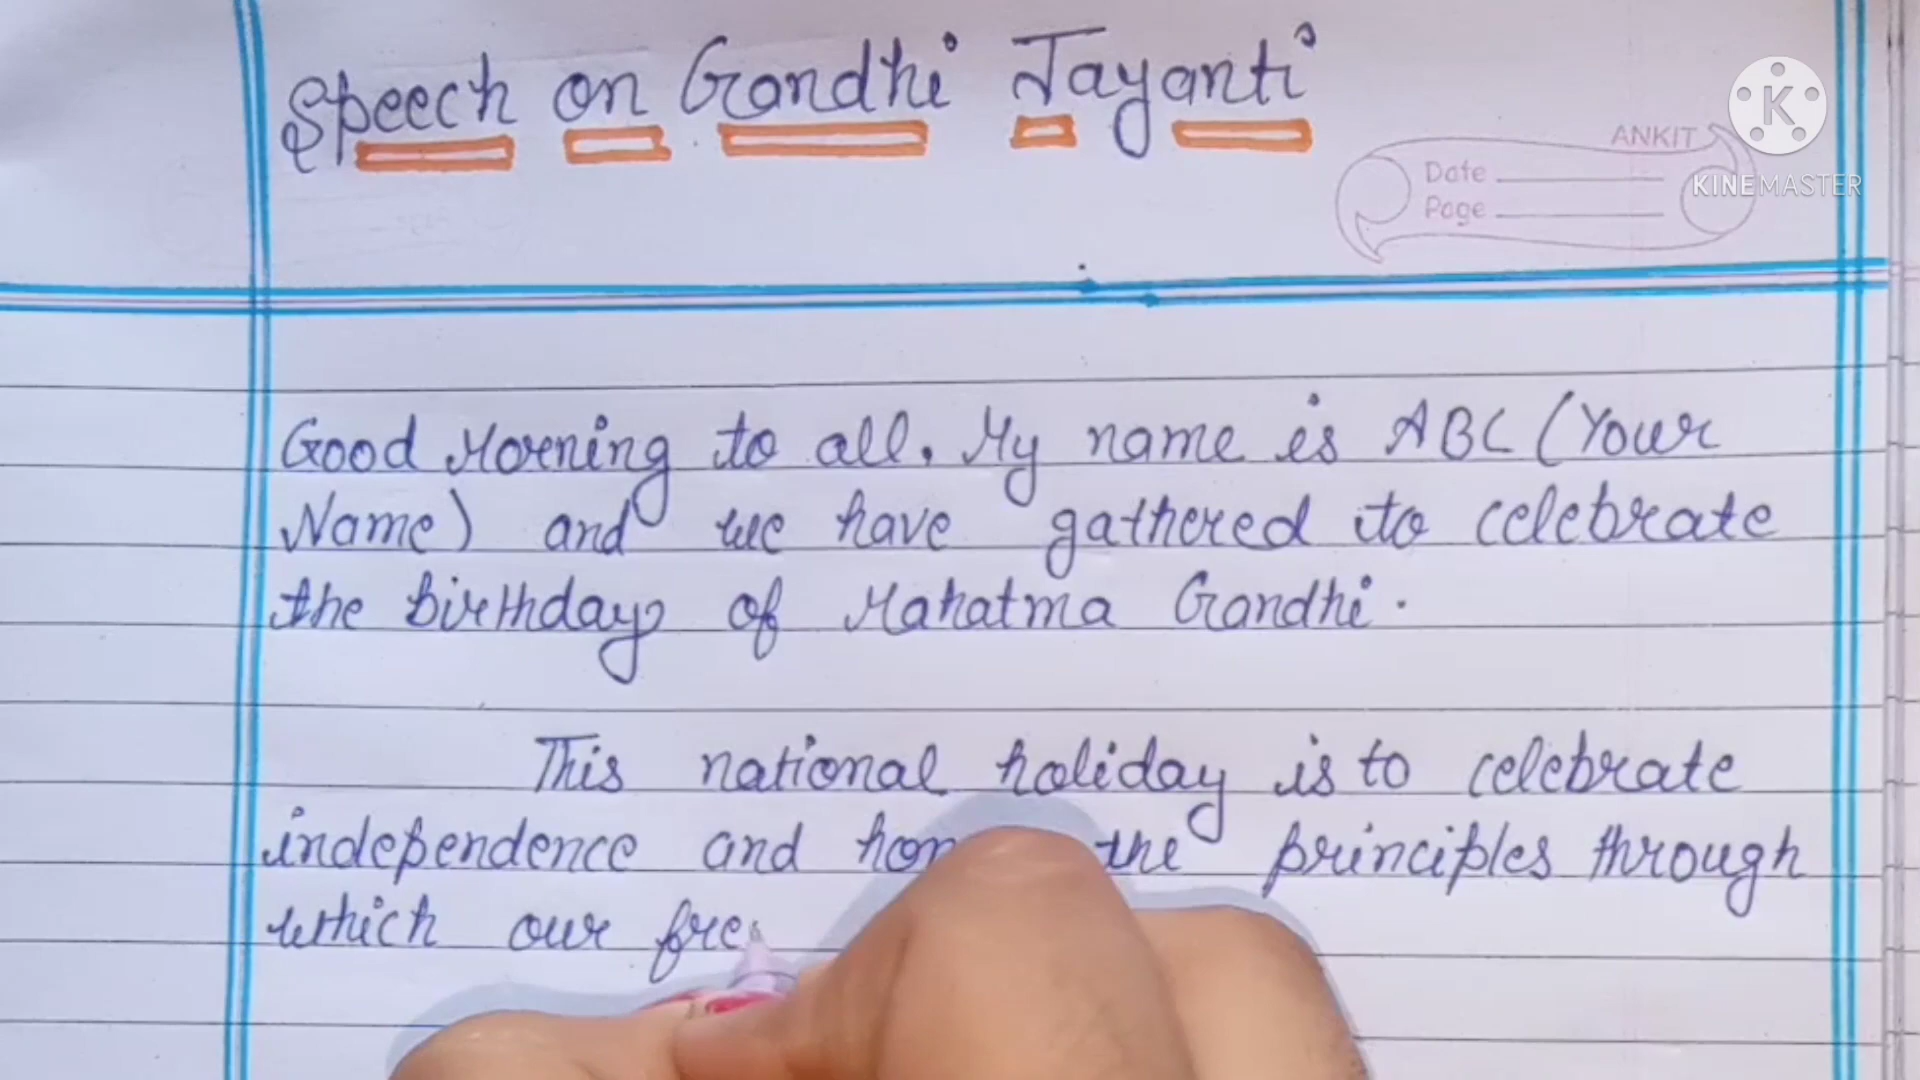 Speech on Gandhi Jayanti
ANKIT
Date
Page
KINEMASTER
Good Morning to all. My name is ABC (Your
Name) and we have gathered to celebrate
the birthday of Mahatma Gandhi.
This national holiday is to celebrate
independence and the principles through
which our